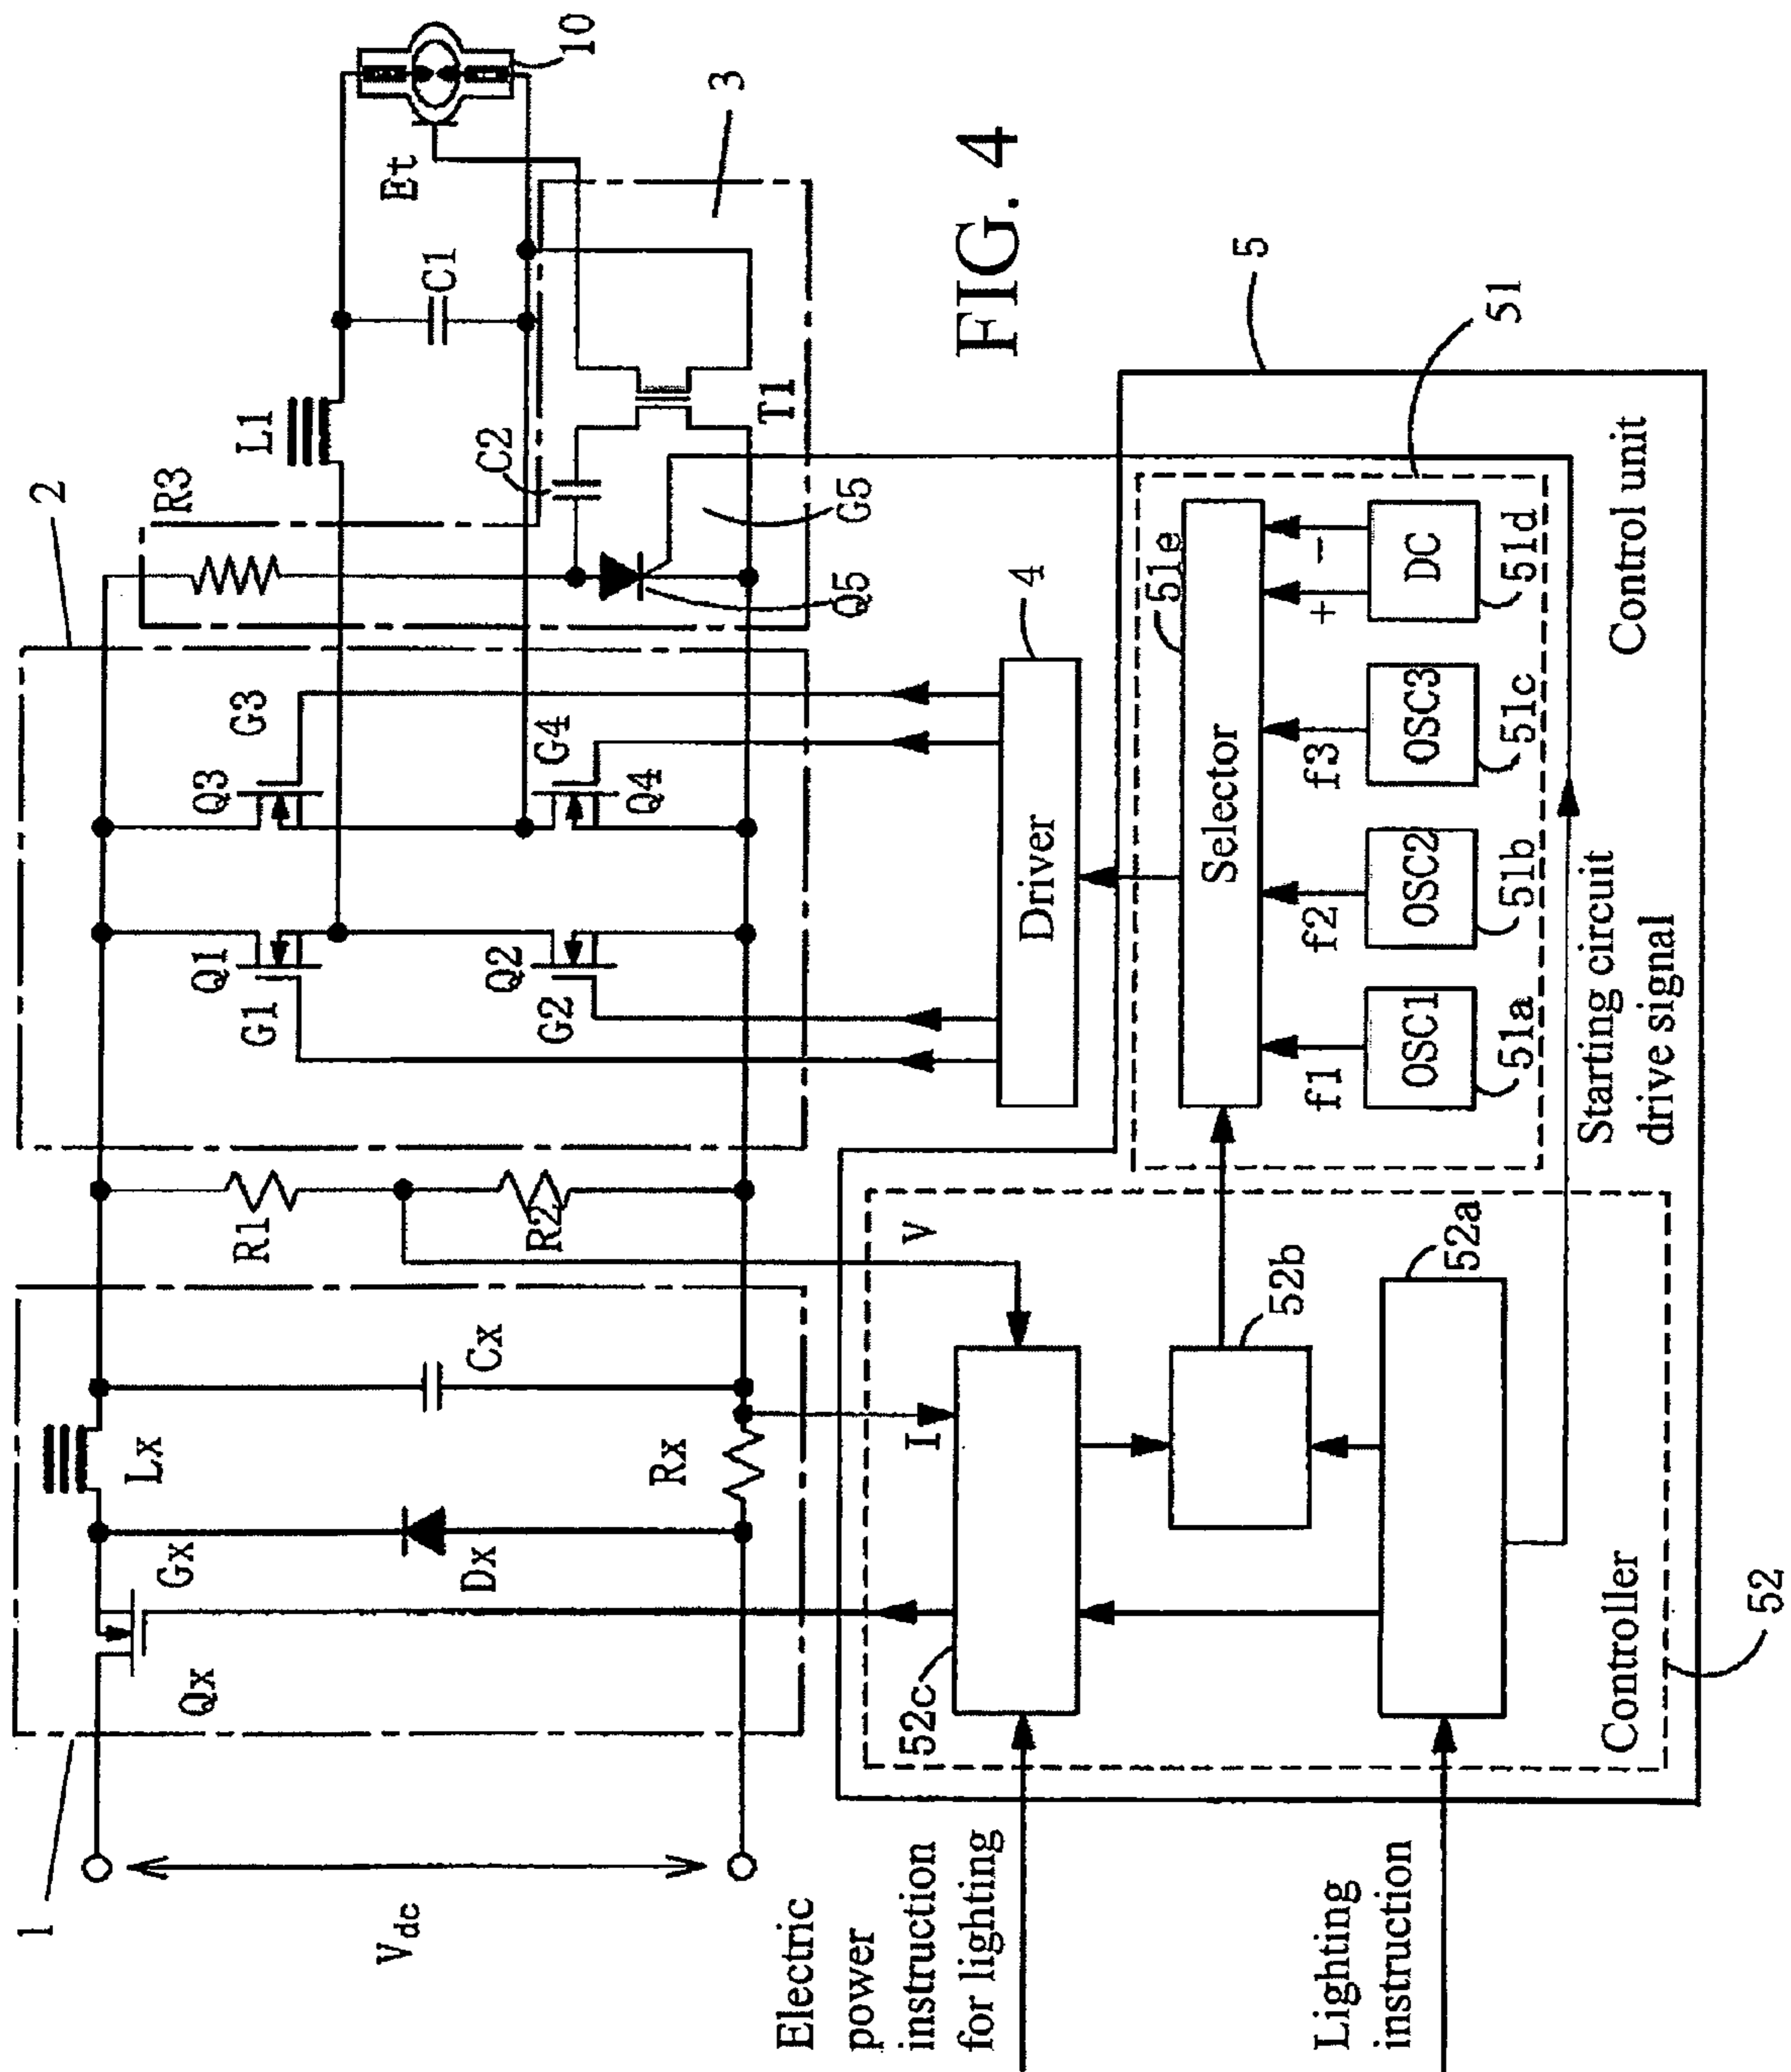 FIG. 4
1
2
3
Vdc
Qx
Gx
Lx
Dx
Cx
Rx
R1
R2
Q1
G1
Q2
G2
Q3
G3
G4
Q4
R3
L1
C1
Et
10
C2
T1
Q5
G5
Driver
4
5
51
51e
Selector
f1
f2
f3
+
-
OSC1
OSC2
OSC3
DC
51a
51b
51c
51d
Control unit
Starting circuit
drive signal
V
I
52c
52b
52a
Controller
52
Electric
power
instruction
for lighting
Lighting
instruction